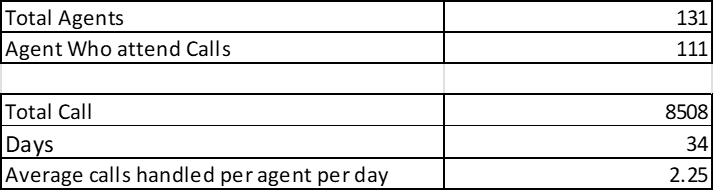 Total Agents 131
Agent Who attend Calls 111
Total Call 8508
Days 34
Average calls handled per agent per day 2.25